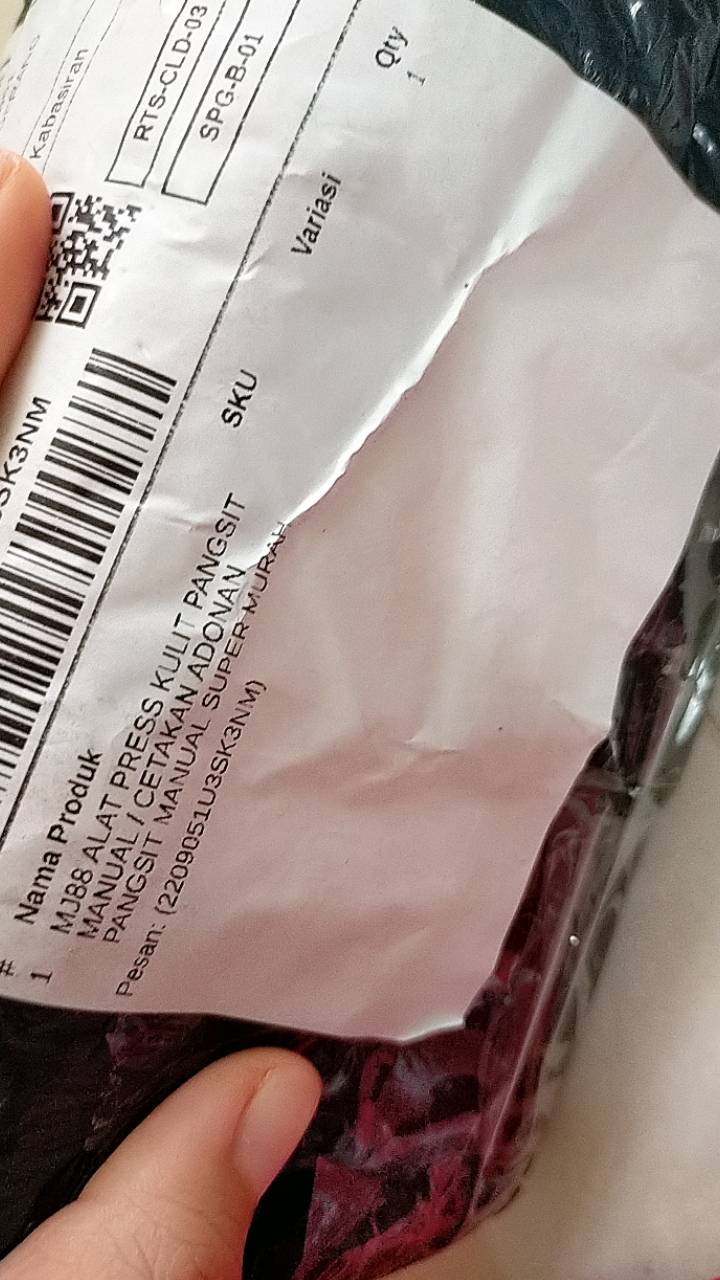 Kabasiran
RTS-CLD-03
SPG-B-01
# Nama Produk SKU Variasi Qty
1 MJ88 ALAT PRESS KULIT PANGSIT 1
MANUAL / CETAKAN ADONAN
PANGSIT MANUAL SUPER MURAH
Pesan: (2209051U3SK3NM)